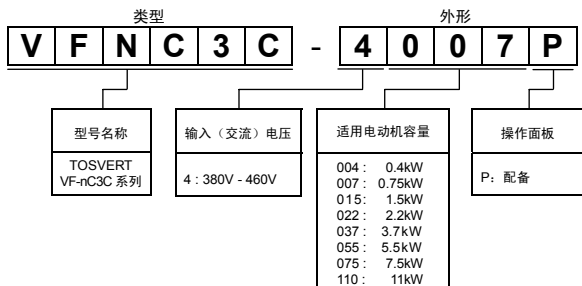 类型 外形
V F N C 3 C - 4 0 0 7 P
型号名称
TOSVERT
VF-nC3C 系列
输入（交流）电压
4 : 380V - 460V
适用电动机容量
004 : 0.4kW
007 : 0.75kW
015 : 1.5kW
022 : 2.2kW
037 : 3.7kW
055 : 5.5kW
075 : 7.5kW
110 : 11kW
操作面板
P：配备